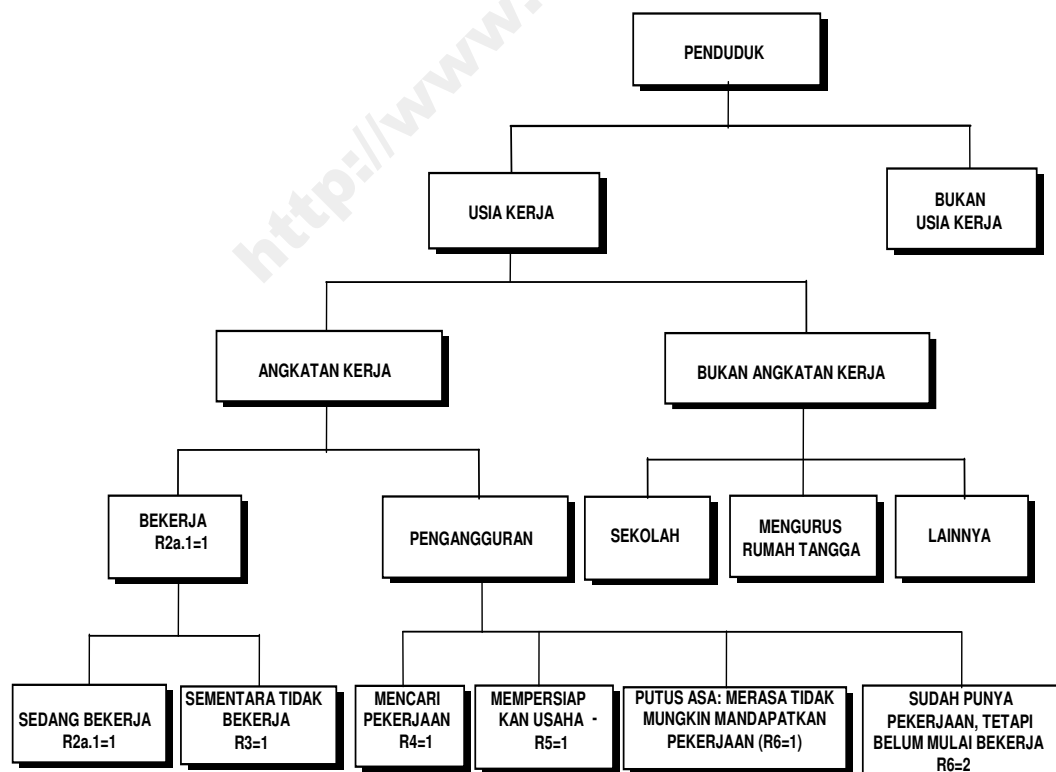 http://www.
PENDUDUK
USIA KERJA
BUKAN
USIA KERJA
ANGKATAN KERJA
BUKAN ANGKATAN KERJA
BEKERJA
R2a.1=1
PENGANGGURAN
SEKOLAH
MENGURUS
RUMAH TANGGA
LAINNYA
SEDANG BEKERJA
R2a.1=1
SEMENTARA TIDAK
BEKERJA
R3=1
MENCARI
PEKERJAAN
R4=1
MEMPERSIAP
KAN USAHA -
R5=1
PUTUS ASA: MERASA TIDAK
MUNGKIN MANDAPATKAN
PEKERJAAN (R6=1)
SUDAH PUNYA
PEKERJAAN, TETAPI
BELUM MULAI BEKERJA
R6=2